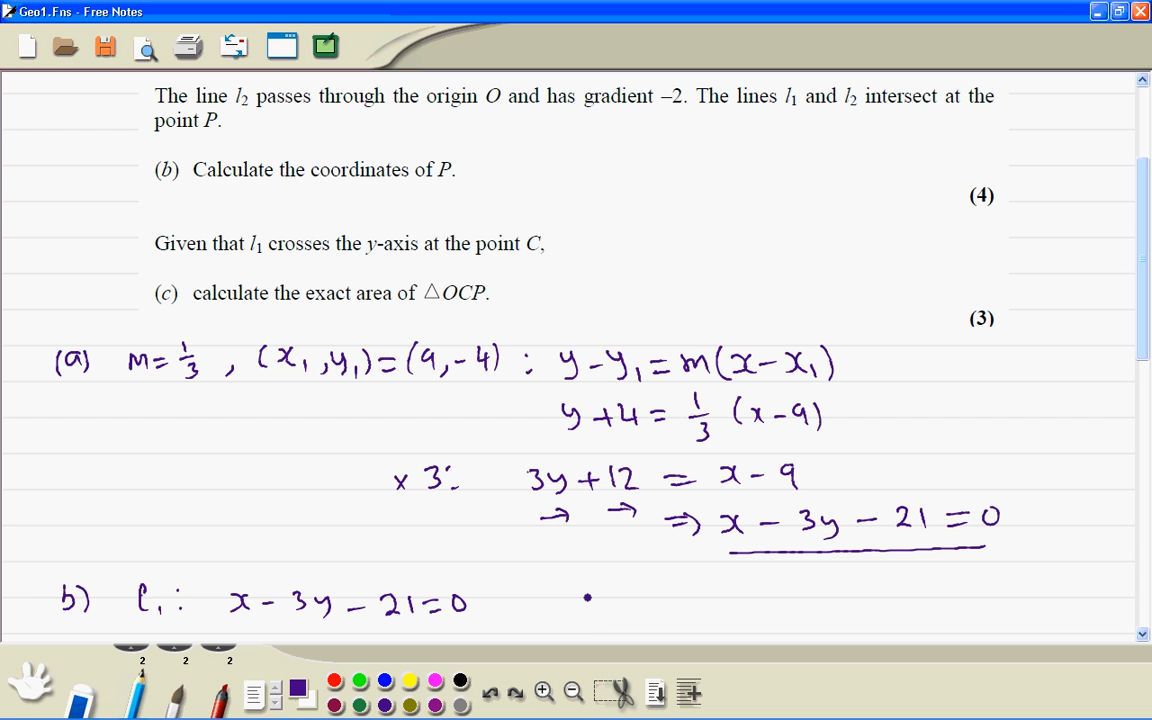 Geo1.Fns - Free Notes
The line l2 passes through the origin O and has gradient –2. The lines l1 and l2 intersect at the
point P.
(b) Calculate the coordinates of P.
(4)
Given that l1 crosses the y-axis at the point C,
(c) calculate the exact area of △OCP.
(3)
(a) m = 1/3 , (x1, y1) = (9, -4) : y - y1 = m(x - x1)
y + 4 = 1/3 (x - 9)
× 3: 3y + 12 = x - 9
→ → ⇒ x - 3y - 21 = 0
b) l1 : x - 3y - 21 = 0
2 2 2